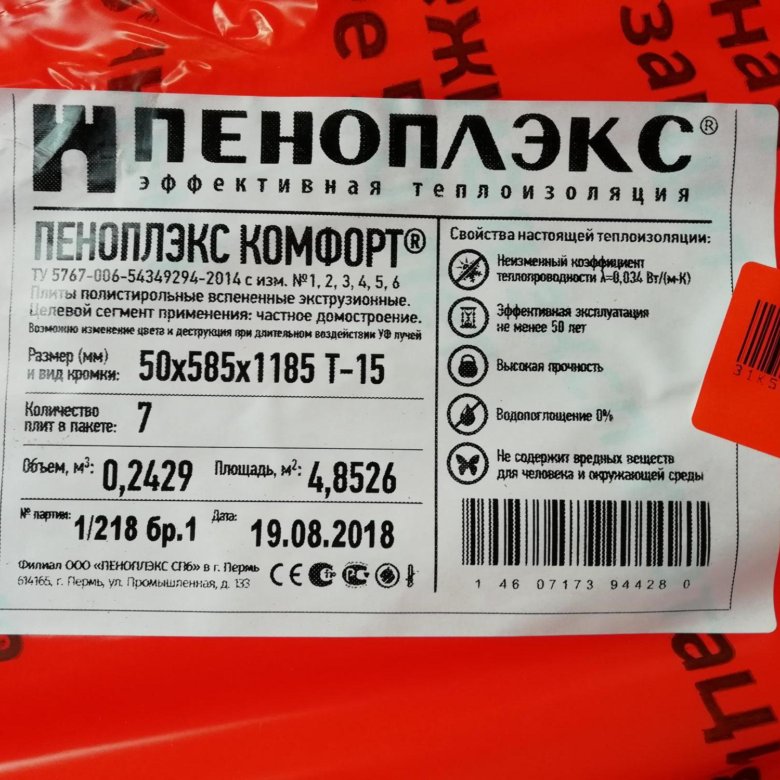 ПЕНОПЛЭКС®
эффективная теплоизоляция
ПЕНОПЛЭКС КОМФОРТ®
ТУ 5767-006-54349294-2014 с изм. №1, 2, 3, 4, 5, 6
Плиты полистирольные вспененные экструзионные.
Целевой сегмент применения: частное домостроение.
Возможно изменение цвета и деструкция при длительном воздействии УФ лучей
Размер (мм)
и вид кромки: 50х585х1185 Т-15
Количество
плит в пакете: 7
Объем, м³: 0,2429 Площадь, м²: 4,8526
№ партии: 1/218 бр.1 Дата: 19.08.2018
Филиал ООО «ПЕНОПЛЭКС СПб» в г. Пермь
614165, г. Пермь, ул. Промышленная, д. 133
Свойства настоящей теплоизоляции:
Неизменный коэффициент
теплопроводности λ=0,034 Вт/(м·К)
Эффективная эксплуатация
не менее 50 лет
Высокая прочность
Водопоглощение 0%
Не содержит вредных веществ
для человека и окружающей среды
1 46 07173 94428 0